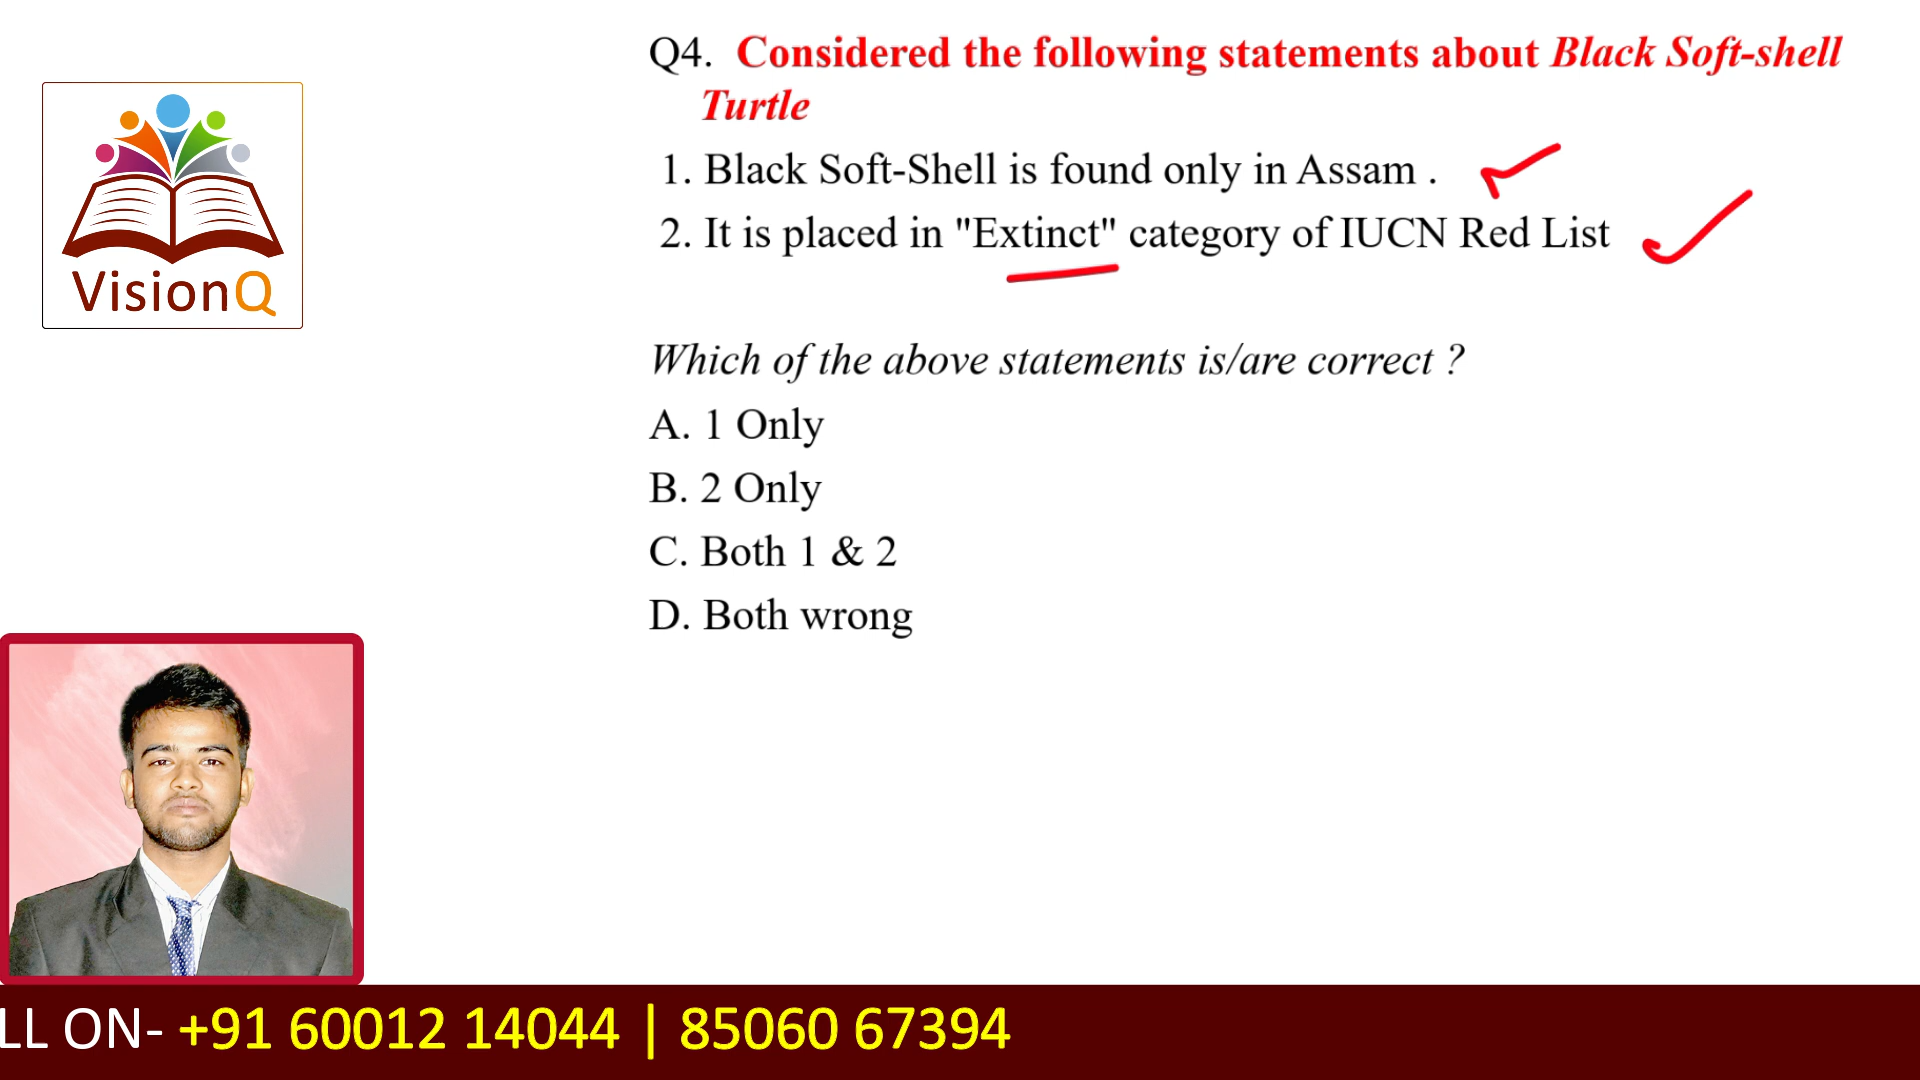 Q4. Considered the following statements about Black Soft-shell
Turtle
1. Black Soft-Shell is found only in Assam .
2. It is placed in "Extinct" category of IUCN Red List
VisionQ
Which of the above statements is/are correct ?
A. 1 Only
B. 2 Only
C. Both 1 & 2
D. Both wrong
LL ON- +91 60012 14044 | 85060 67394